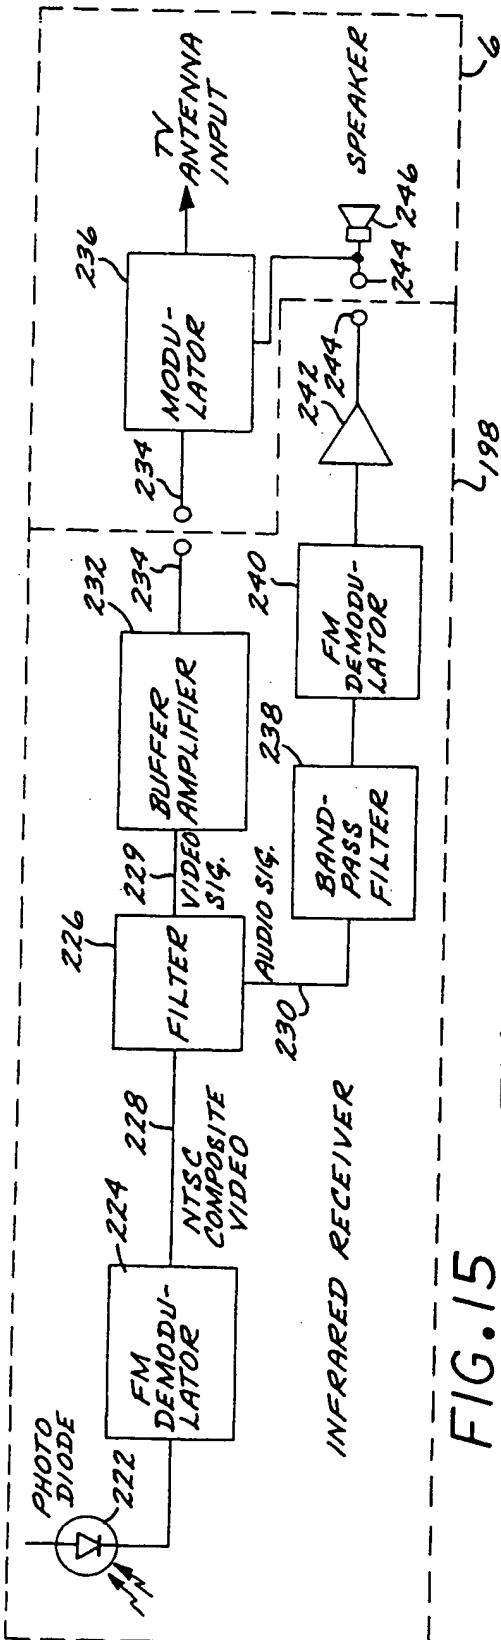 PHOTO
DIODE
222
FM
DEMODU-
LATOR
224
228
NTSC
COMPOSITE
VIDEO
FILTER
226
229
VIDEO
SIG.
AUDIO SIG.
230
BUFFER
AMPLIFIER
232
234
234
MODU-
LATOR
236
TV
ANTENNA
INPUT
BAND-
PASS
FILTER
238
FM
DEMODU-
LATOR
240
242
244
244
246
SPEAKER
6
198
INFRARED RECEIVER
FIG.15